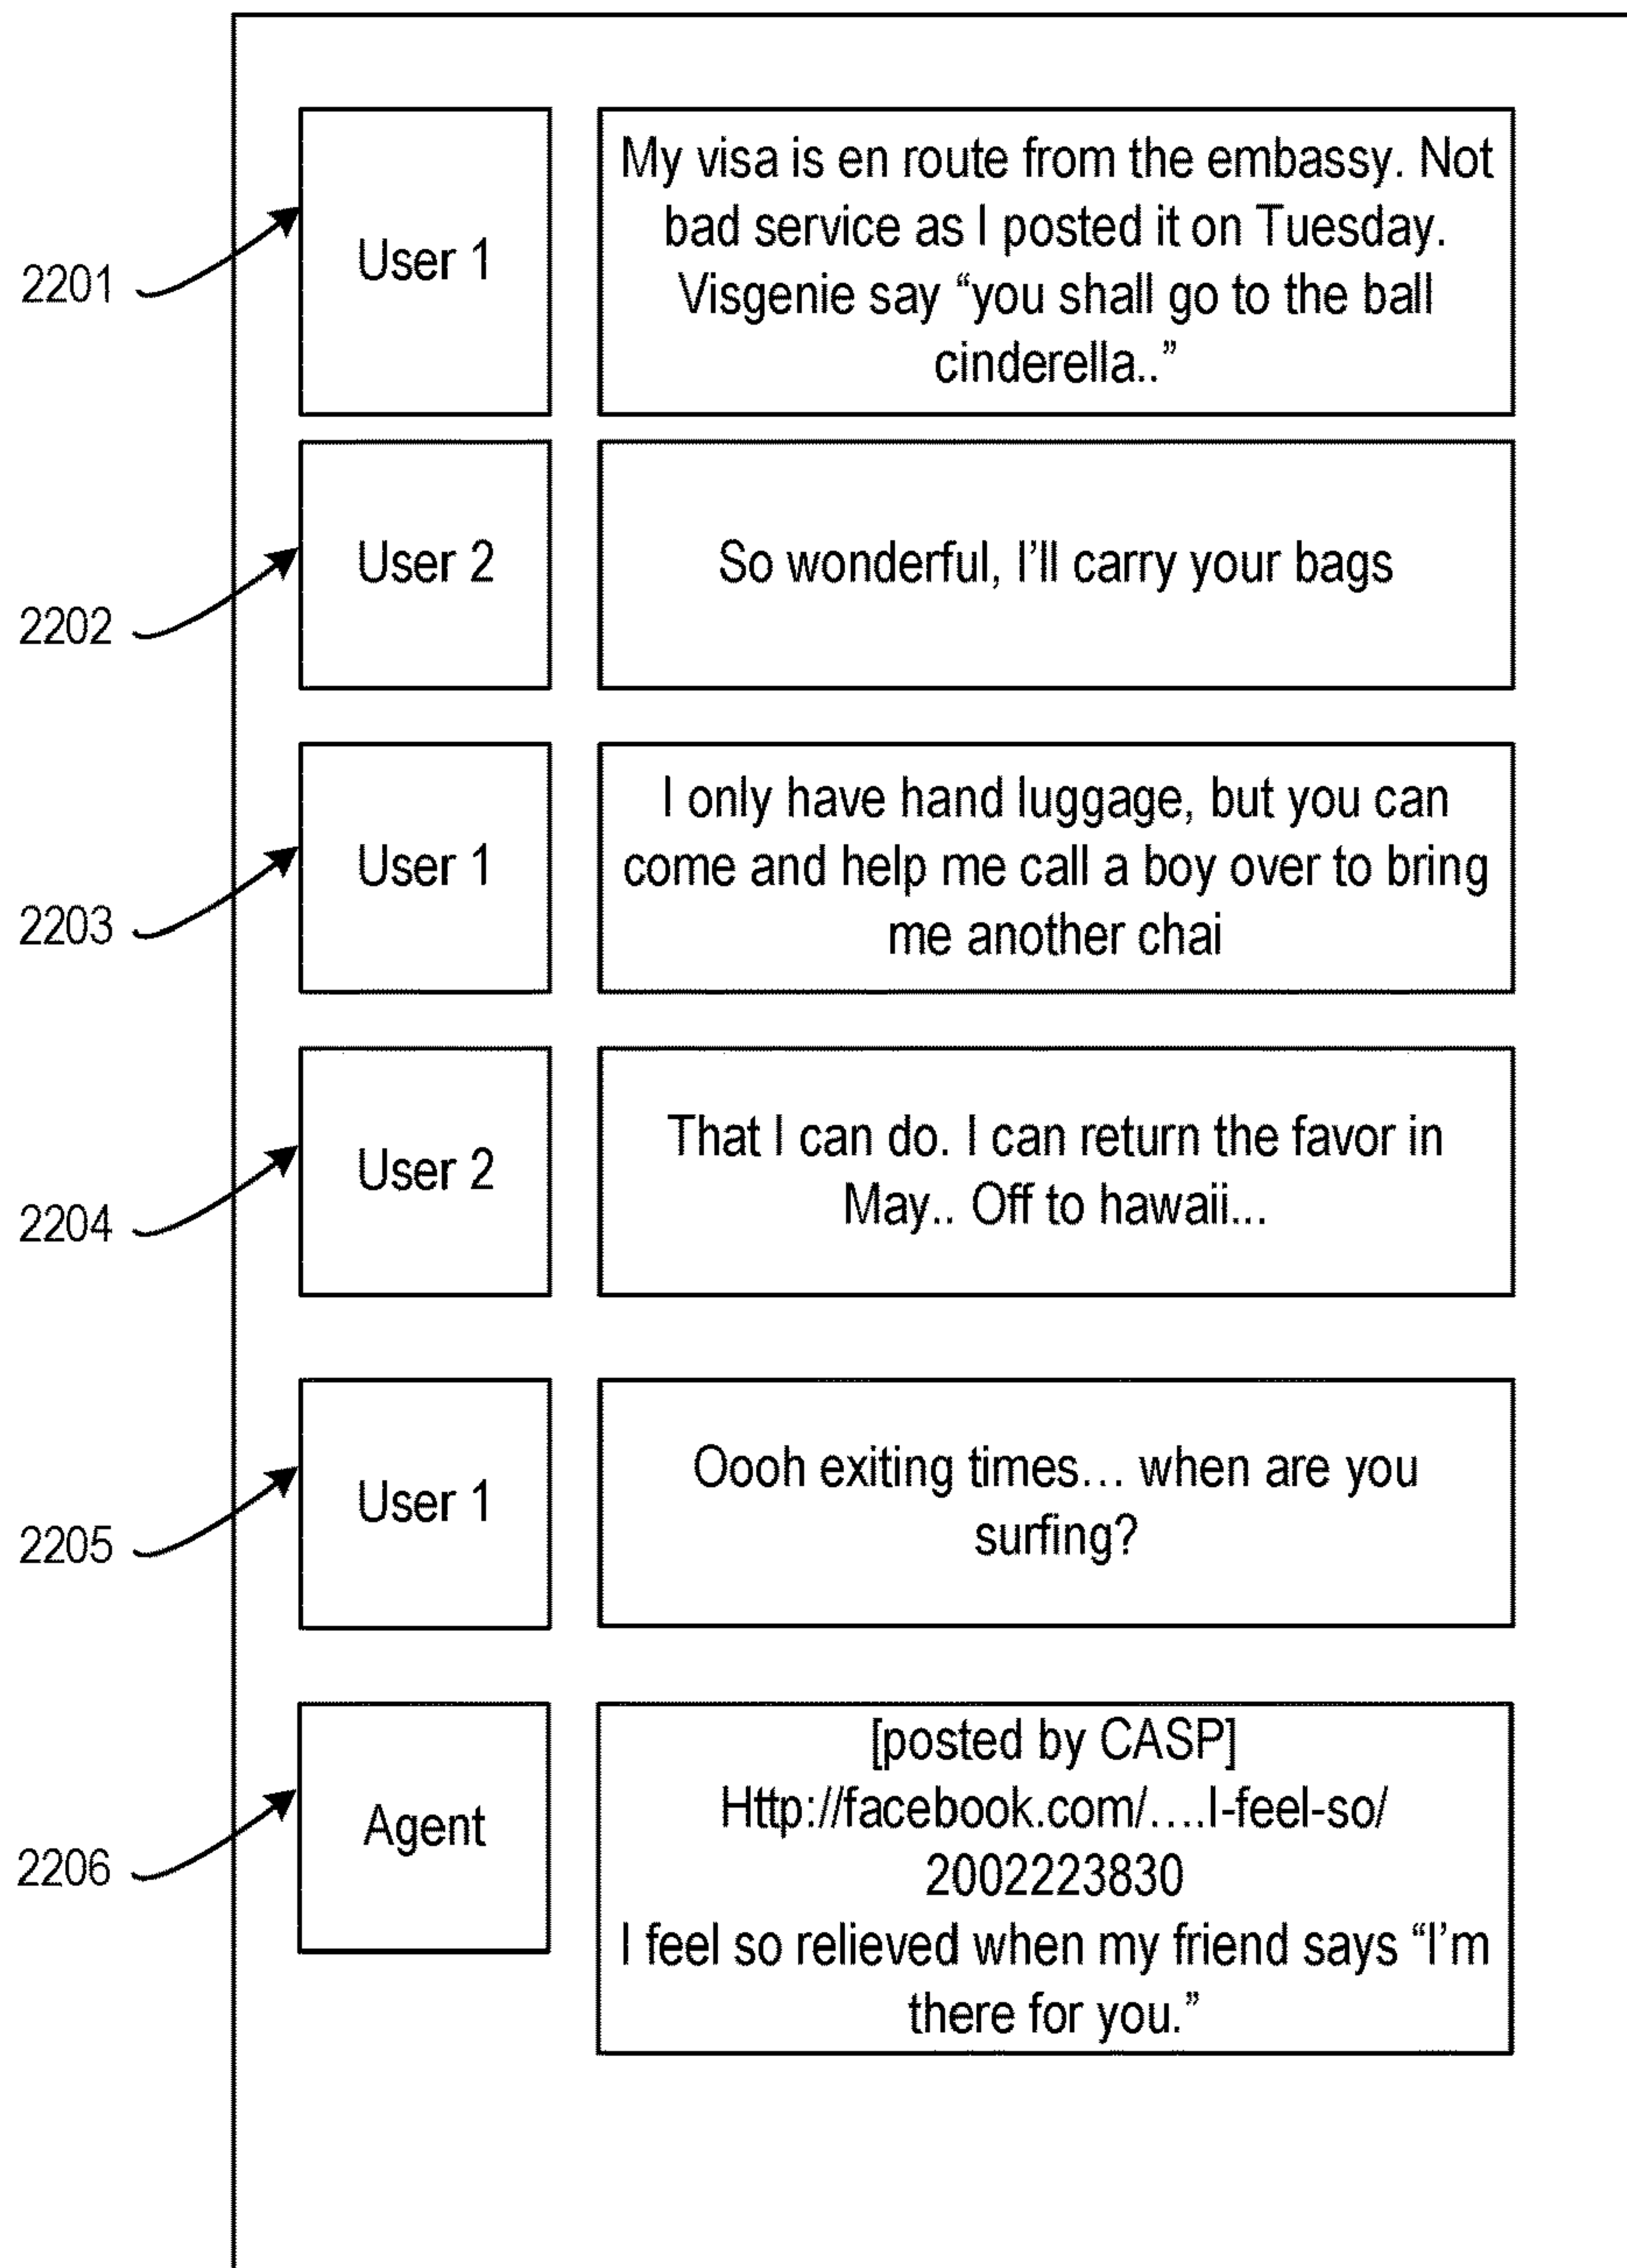 2201
User 1
My visa is en route from the embassy. Not
bad service as I posted it on Tuesday.
Visgenie say “you shall go to the ball
cinderella..”
2202
User 2
So wonderful, I’ll carry your bags
2203
User 1
I only have hand luggage, but you can
come and help me call a boy over to bring
me another chai
2204
User 2
That I can do. I can return the favor in
May.. Off to hawaii...
2205
User 1
Oooh exiting times… when are you
surfing?
2206
Agent
[posted by CASP]
Http://facebook.com/….I-feel-so/
2002223830
I feel so relieved when my friend says “I’m
there for you.”